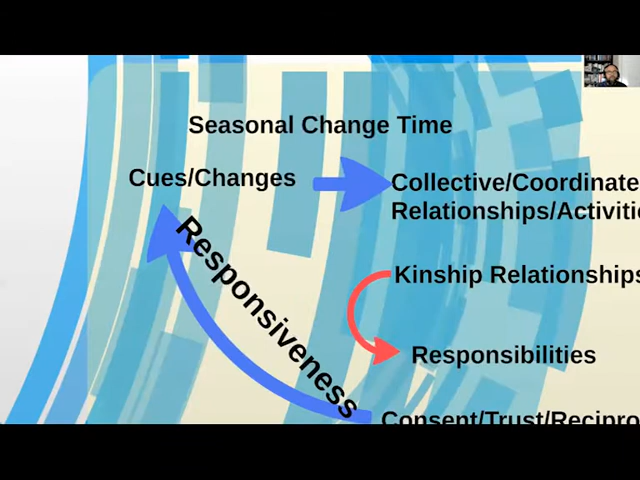 Seasonal Change Time
Cues/Changes
Collective/Coordinate
Relationships/Activiti
Responsiveness
Kinship Relationships
Responsibilities
Consent/Trust/Recipro